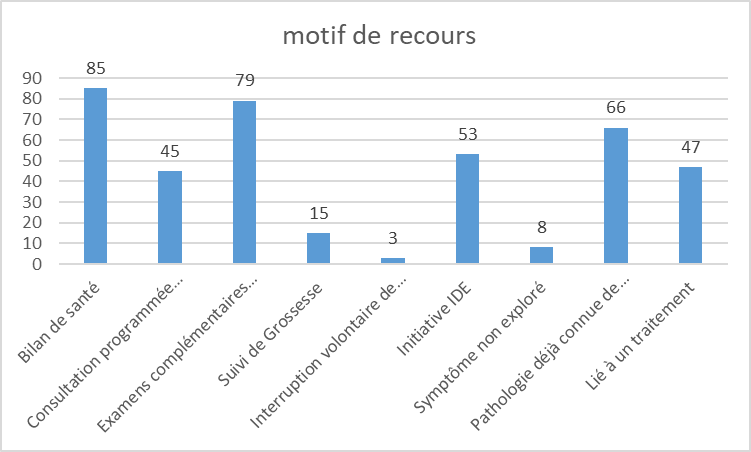 motif de recours
85
45
79
15
3
53
8
66
47
90
80
70
60
50
40
30
20
10
0
Bilan de santé
Consultation programmée...
Examens complémentaires...
Suivi de Grossesse
Interruption volontaire de...
Initiative IDE
Symptôme non exploré
Pathologie déjà connue de...
Lié à un traitement